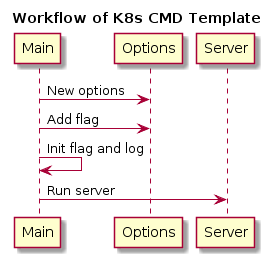 Workflow of K8s CMD Template
Main Options Server
New options
Add flag
Init flag and log
Run server
Main Options Server